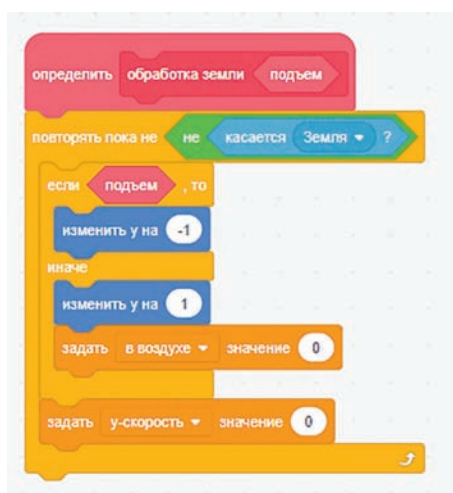 определить обработка земли подъем
повторять пока не не касается Земля ?
если подъем , то
изменить y на -1
иначе
изменить y на 1
задать в воздухе значение 0
задать y-скорость значение 0